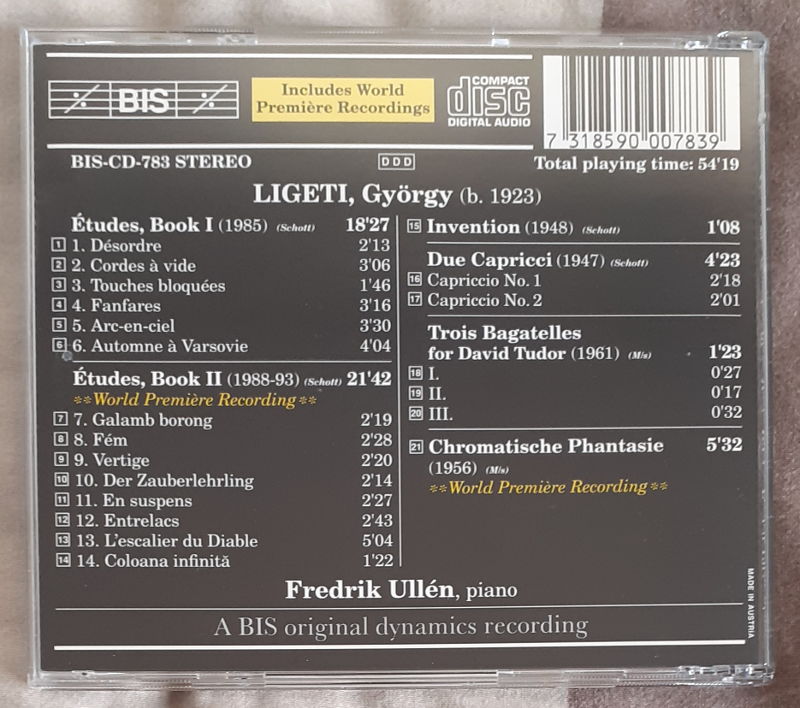 BIS
Includes World
Première Recordings
COMPACT
disc
DIGITAL AUDIO
7 318590 007839
BIS-CD-783 STEREO
DDD
Total playing time: 54'19
LIGETI, György (b. 1923)
Études, Book I (1985) (Schott) 18'27
1 1. Désordre 2'13
2 2. Cordes à vide 3'06
3 3. Touches bloquées 1'46
4 4. Fanfares 3'16
5 5. Arc-en-ciel 3'30
6 6. Automne à Varsovie 4'04
Études, Book II (1988-93) (Schott) 21'42
**World Première Recording**
7 7. Galamb borong 2'19
8 8. Fém 2'28
9 9. Vertige 2'20
10 10. Der Zauberlehrling 2'14
11 11. En suspens 2'27
12 12. Entrelacs 2'43
13 13. L'escalier du Diable 5'04
14 14. Coloana infinită 1'22
15 Invention (1948) (Schott) 1'08
Due Capricci (1947) (Schott) 4'23
16 Capriccio No. 1 2'18
17 Capriccio No. 2 2'01
Trois Bagatelles
for David Tudor (1961) (M/s) 1'23
18 I. 0'27
19 II. 0'17
20 III. 0'32
21 Chromatische Phantasie 5'32
(1956) (M/s)
**World Première Recording**
Fredrik Ullén, piano
A BIS original dynamics recording
MADE IN AUSTRIA